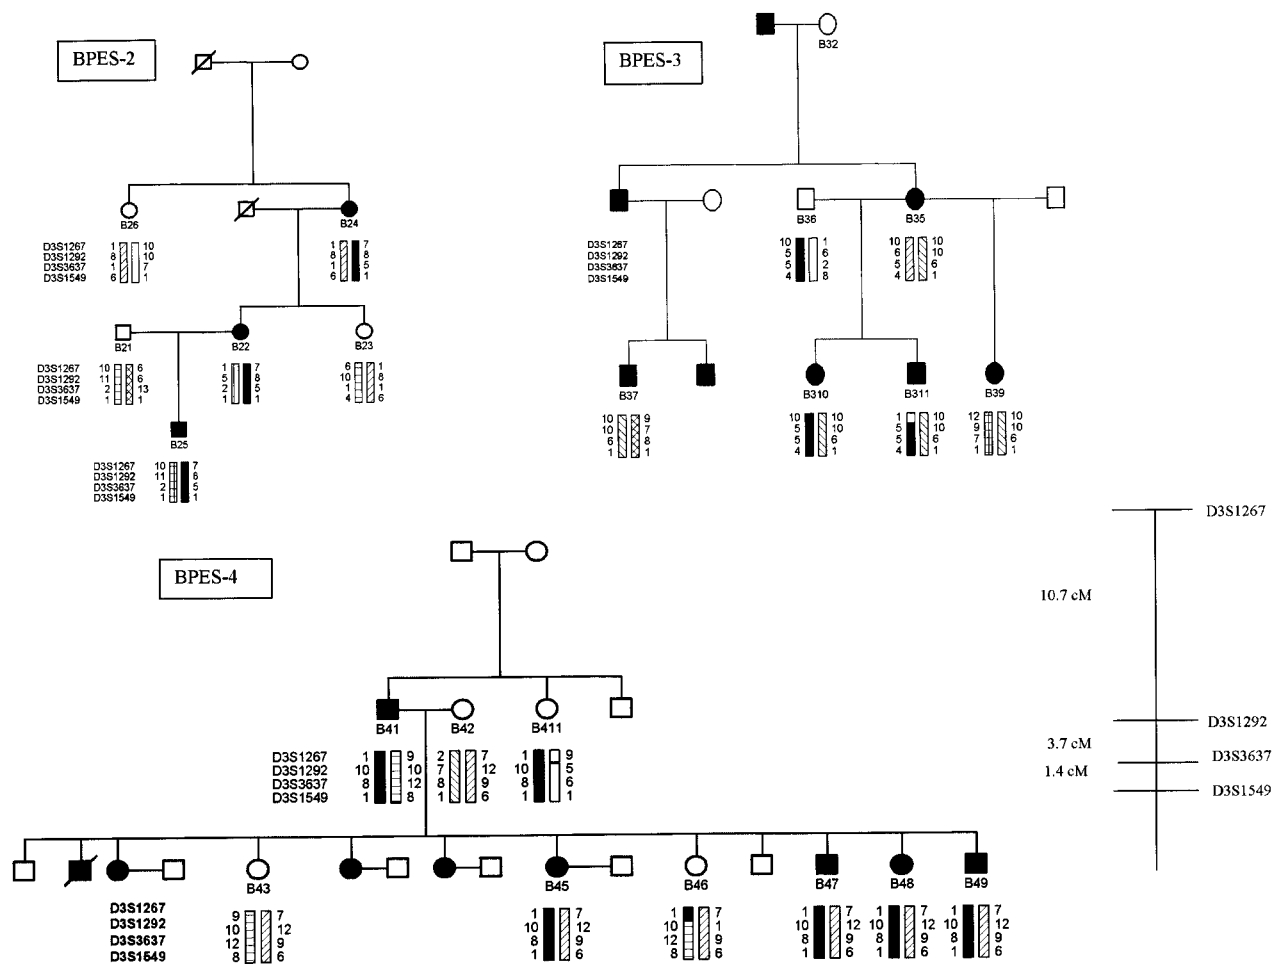 BPES-2
BPES-3
B32
B26
B24
D3S1267 1 10 1 7
D3S1292 8 10 8 8
D3S3637 1 7 1 5
D3S1549 6 1 6 1
B36
B35
D3S1267 10 1 10 10
D3S1292 5 6 6 10
D3S3637 5 2 5 6
D3S1549 4 8 4 1
B21
B22
B23
D3S1267 10 6 1 7 6 1
D3S1292 11 6 5 8 10 8
D3S3637 2 13 2 5 1 1
D3S1549 1 1 1 1 4 6
B37
B310
B311
B39
10 9 10 10 1 10 12 10
10 7 5 10 5 10 9 10
6 8 5 6 5 6 7 6
1 1 4 1 4 1 1 1
B25
D3S1267 10 7
D3S1292 11 8
D3S3637 2 5
D3S1549 1 1
BPES-4
D3S1267
10.7 cM
D3S1292
3.7 cM
D3S3637
1.4 cM
D3S1549
B41
B42
B411
D3S1267 1 9 2 7 1 9
D3S1292 10 10 7 12 10 5
D3S3637 8 12 8 9 8 6
D3S1549 1 8 1 6 1 1
B43
B45
B46
B47
B48
B49
D3S1267
D3S1292
D3S3637
D3S1549
9 7 1 7 1 7 1 7 1 7 1 7
10 12 10 12 10 1 10 12 10 12 10 12
12 9 8 9 12 9 8 9 8 9 8 9
8 6 1 6 8 6 1 6 1 6 1 6